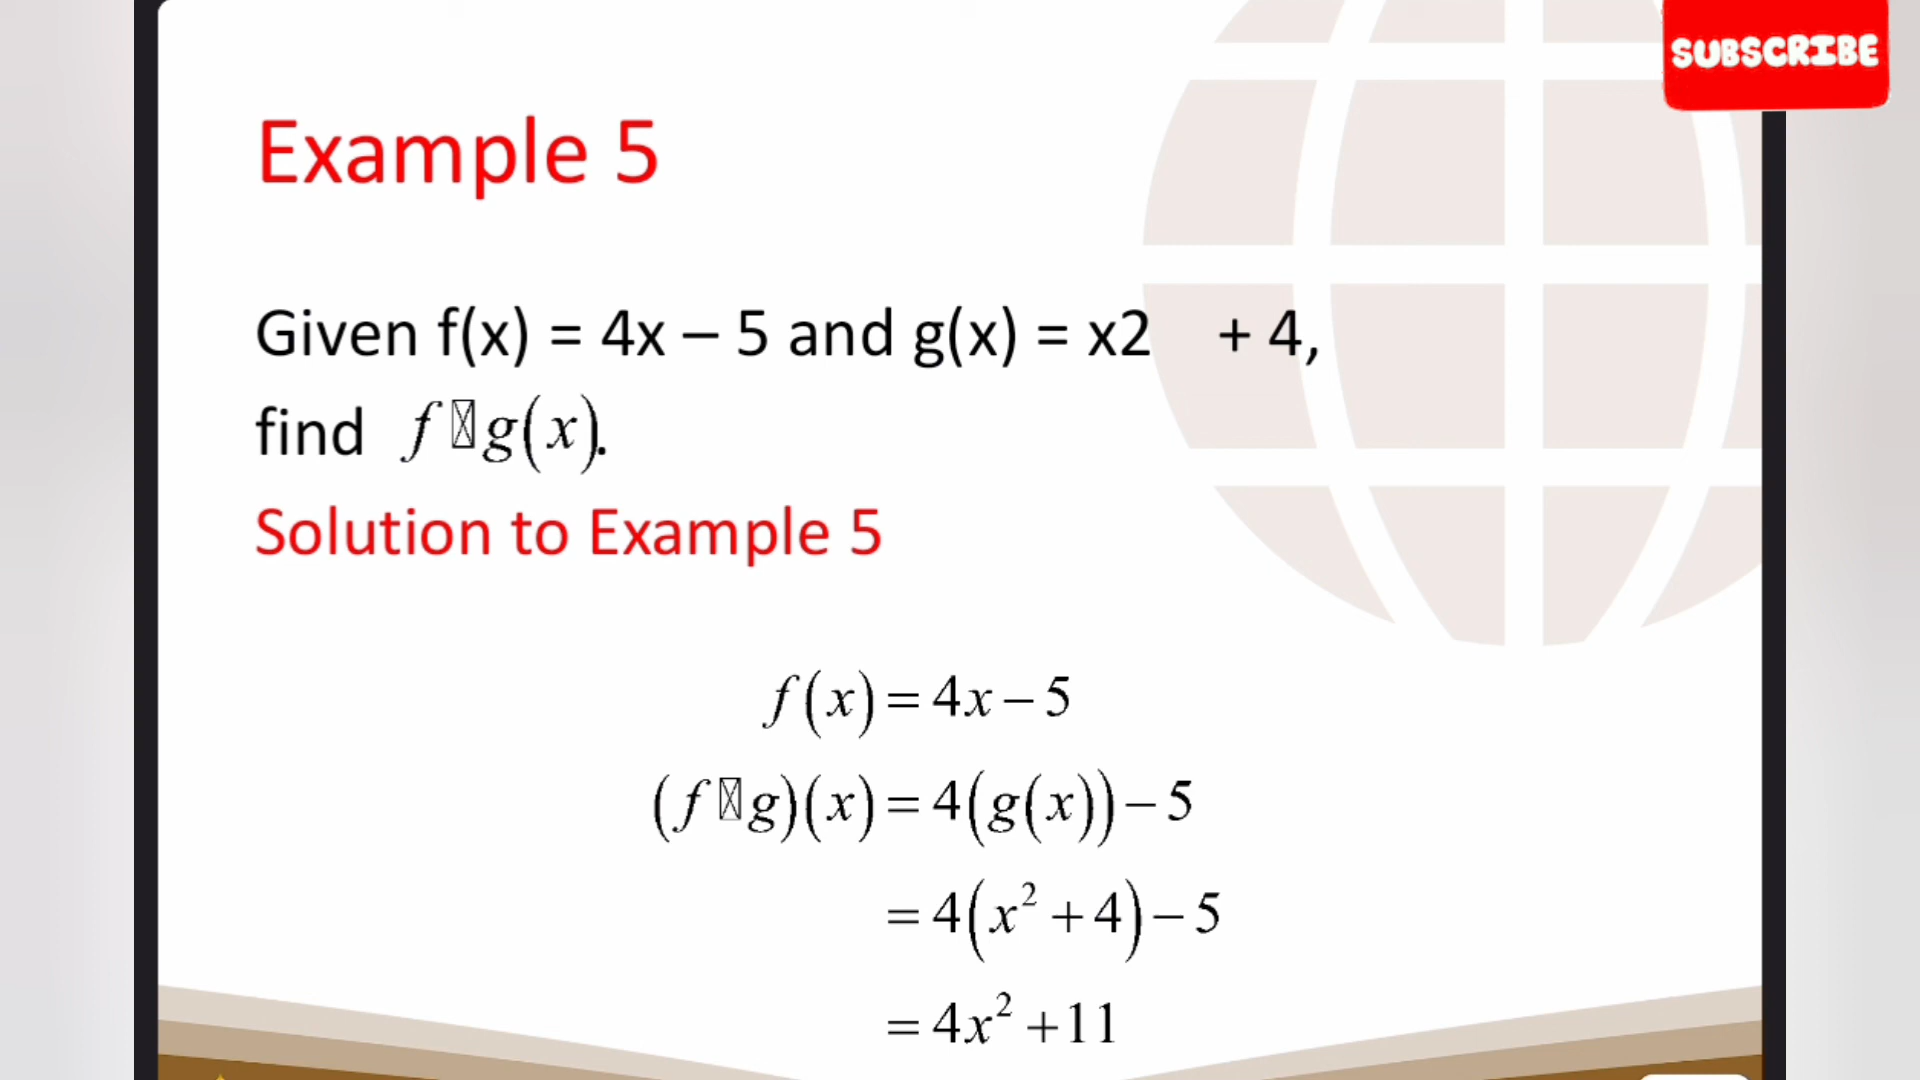 SUBSCRIBE
Example 5
Given f(x) = 4x – 5 and g(x) = x2 + 4,
find f▯g(x).
Solution to Example 5
f(x) = 4x – 5
(f▯g)(x) = 4(g(x)) – 5
= 4(x² + 4) – 5
= 4x² + 11